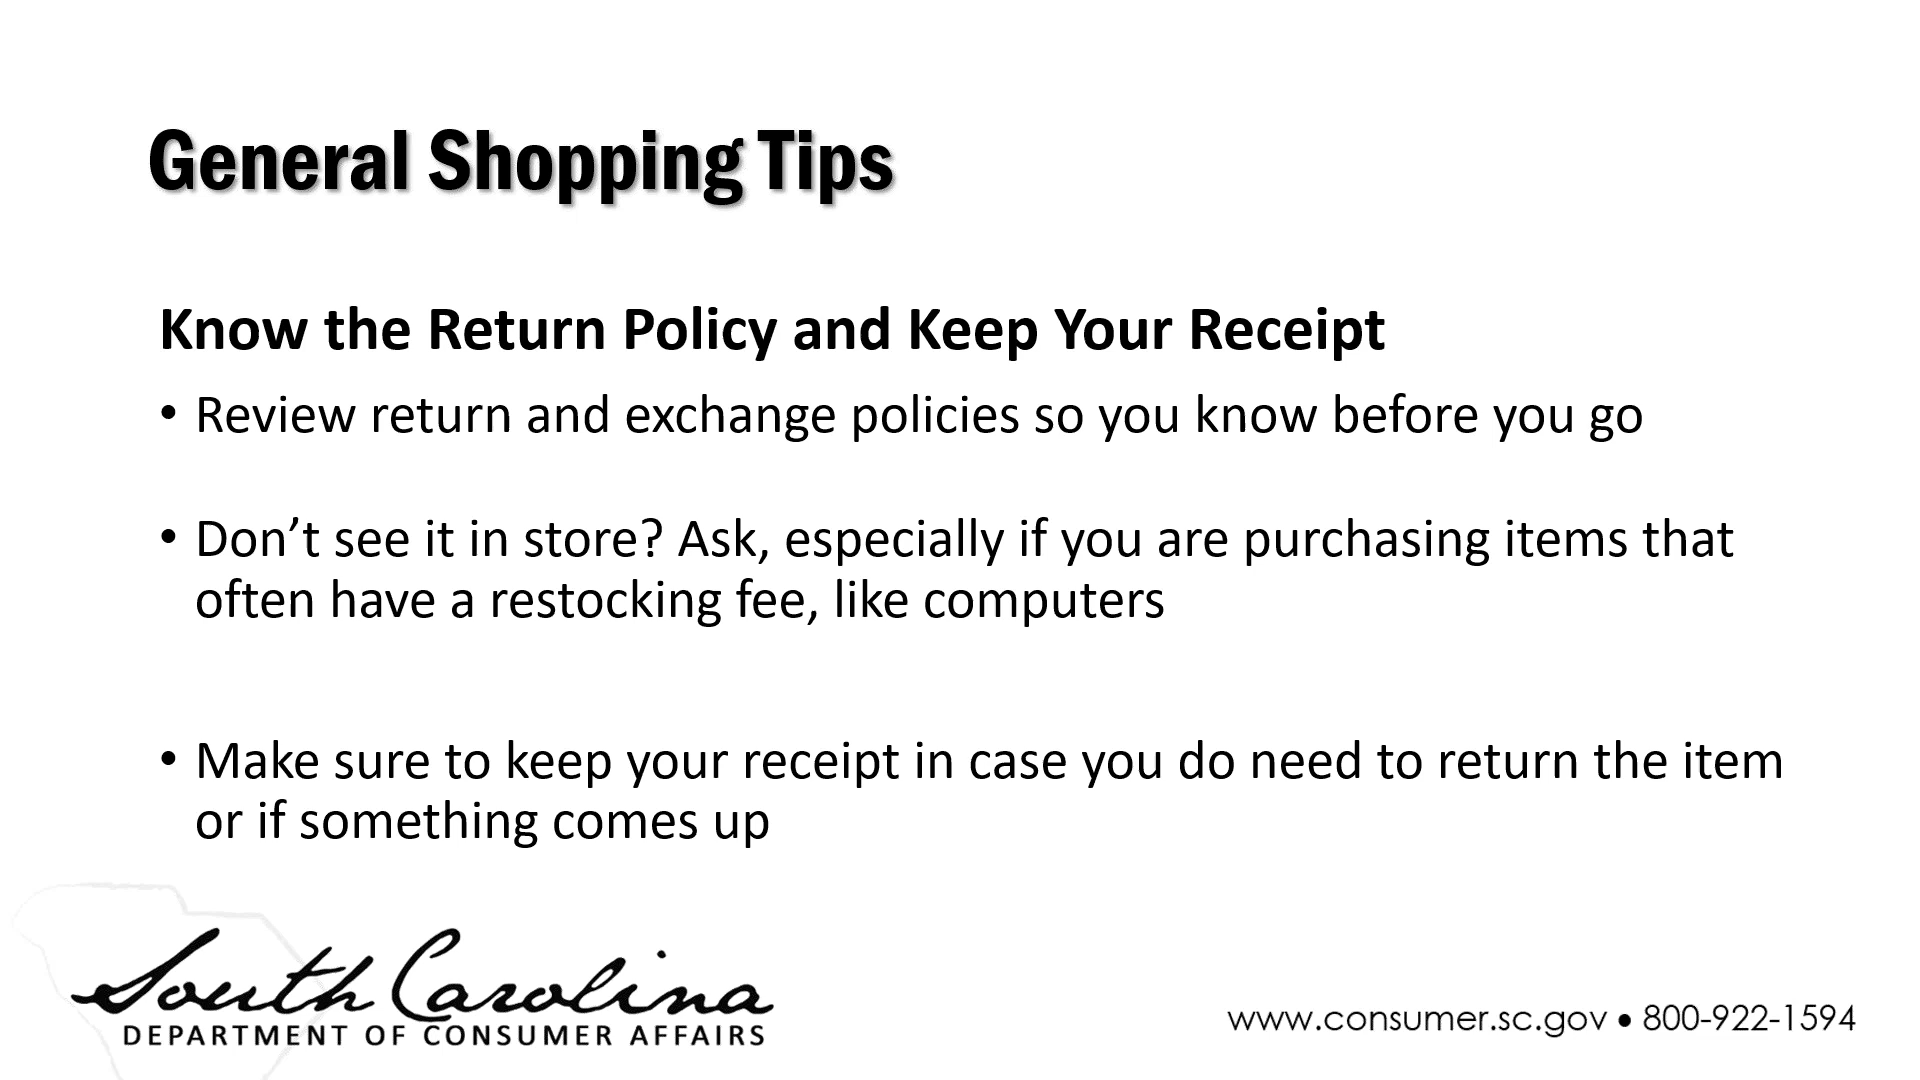 General Shopping Tips
Know the Return Policy and Keep Your Receipt
• Review return and exchange policies so you know before you go
• Don’t see it in store? Ask, especially if you are purchasing items that
often have a restocking fee, like computers
• Make sure to keep your receipt in case you do need to return the item
or if something comes up
South Carolina
DEPARTMENT OF CONSUMER AFFAIRS
www.consumer.sc.gov • 800-922-1594